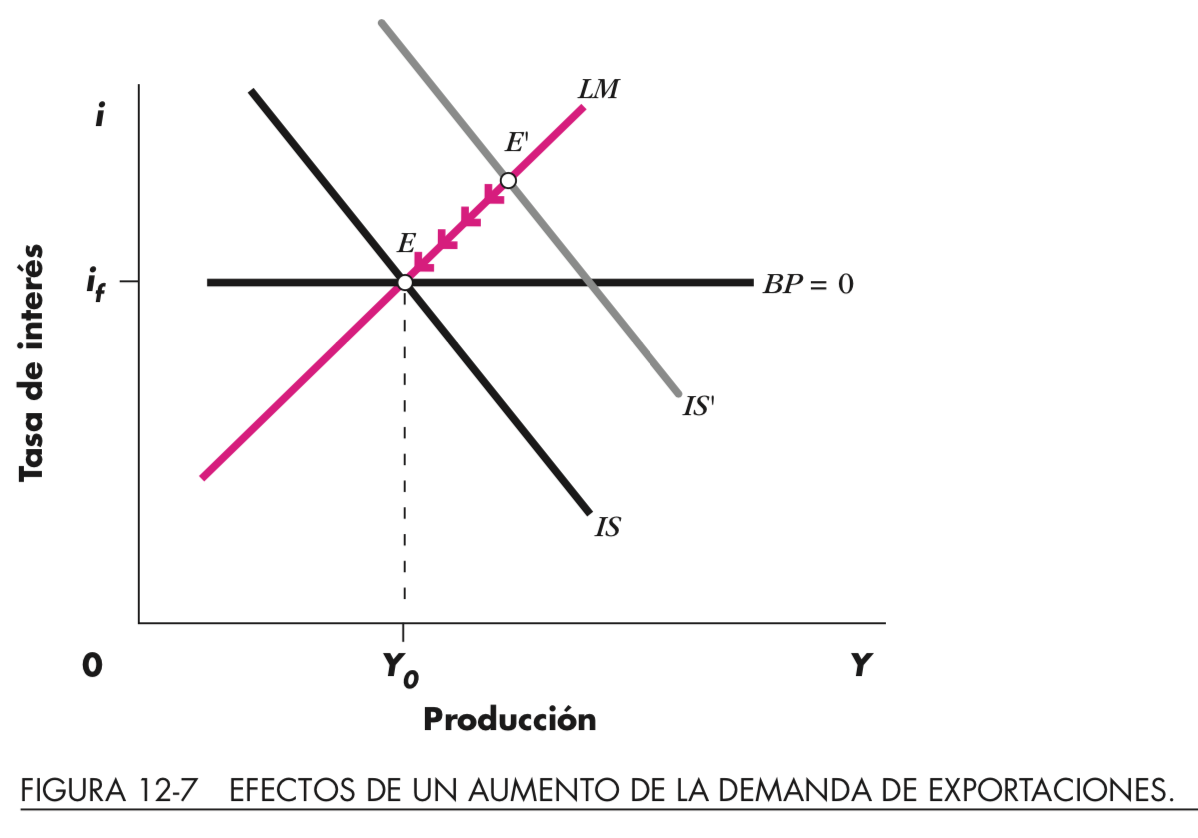 LM
i
E'
E
Tasa de interés
i_f
BP = 0
IS'
IS
0
Y_0
Y
Producción
FIGURA 12-7 EFECTOS DE UN AUMENTO DE LA DEMANDA DE EXPORTACIONES.